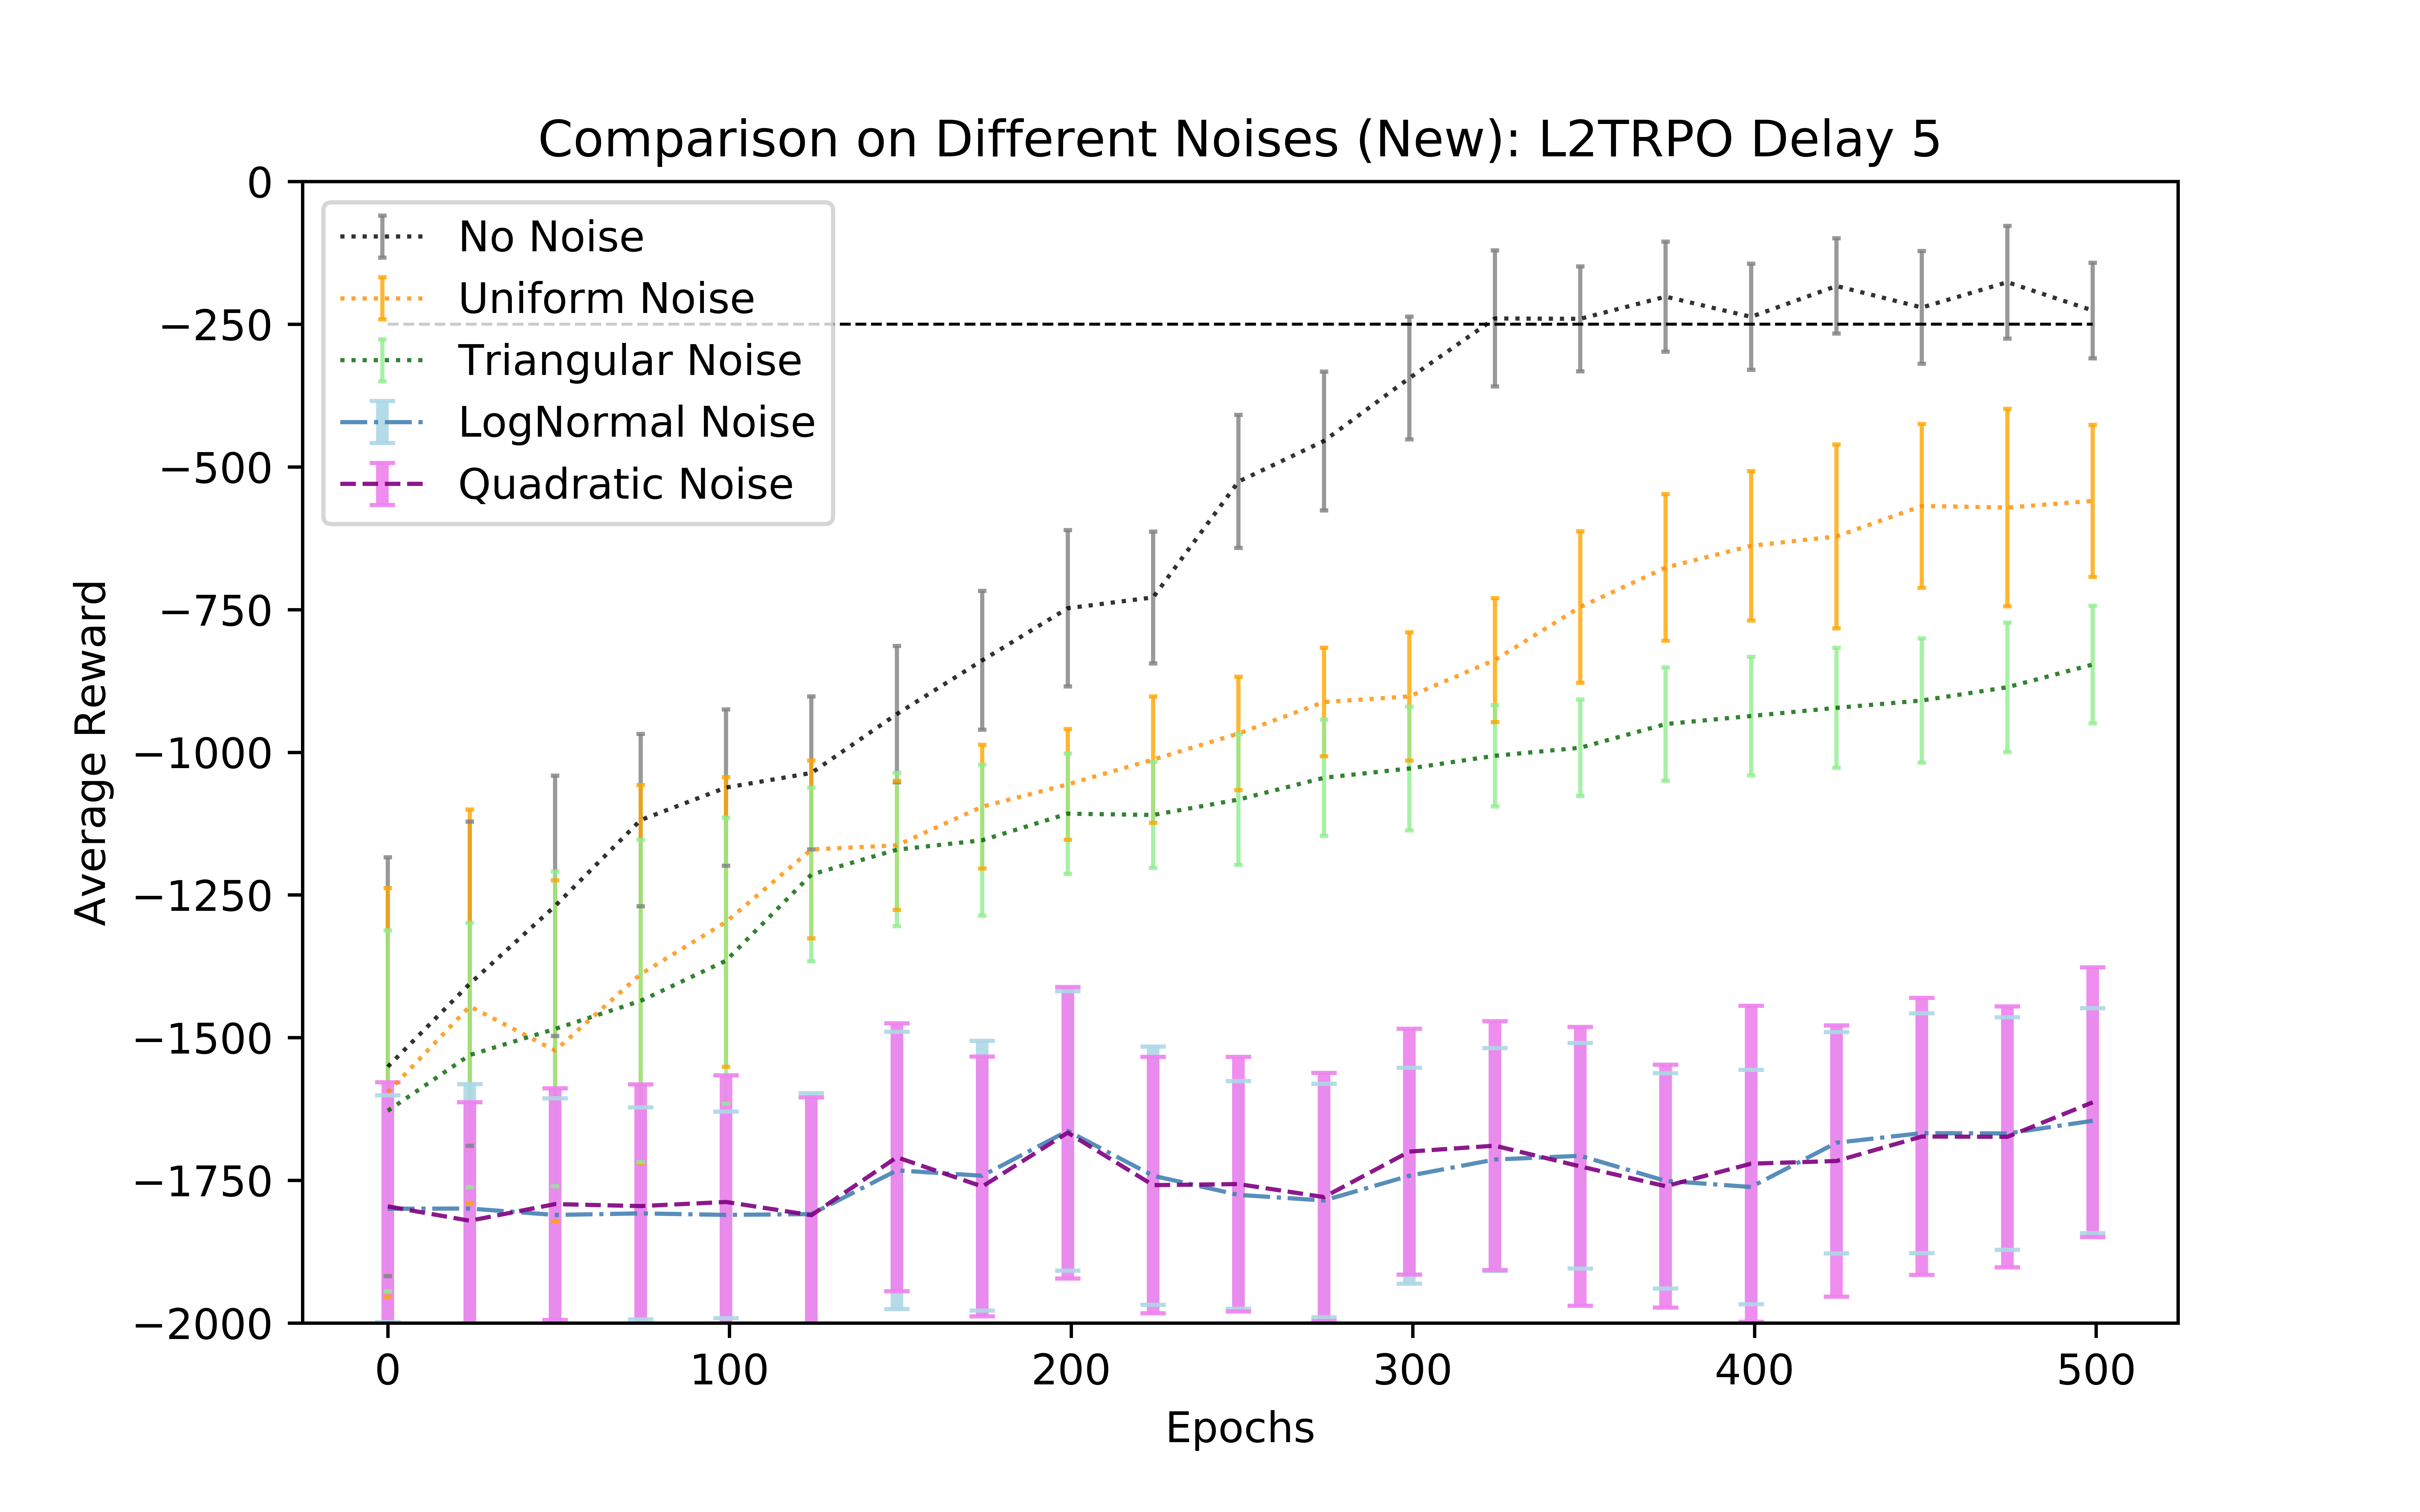 Comparison on Different Noises (New): L2TRPO Delay 5
0
−250
−500
−750
−1000
−1250
−1500
−1750
−2000
Average Reward
No Noise
Uniform Noise
Triangular Noise
LogNormal Noise
Quadratic Noise
0 100 200 300 400 500
Epochs